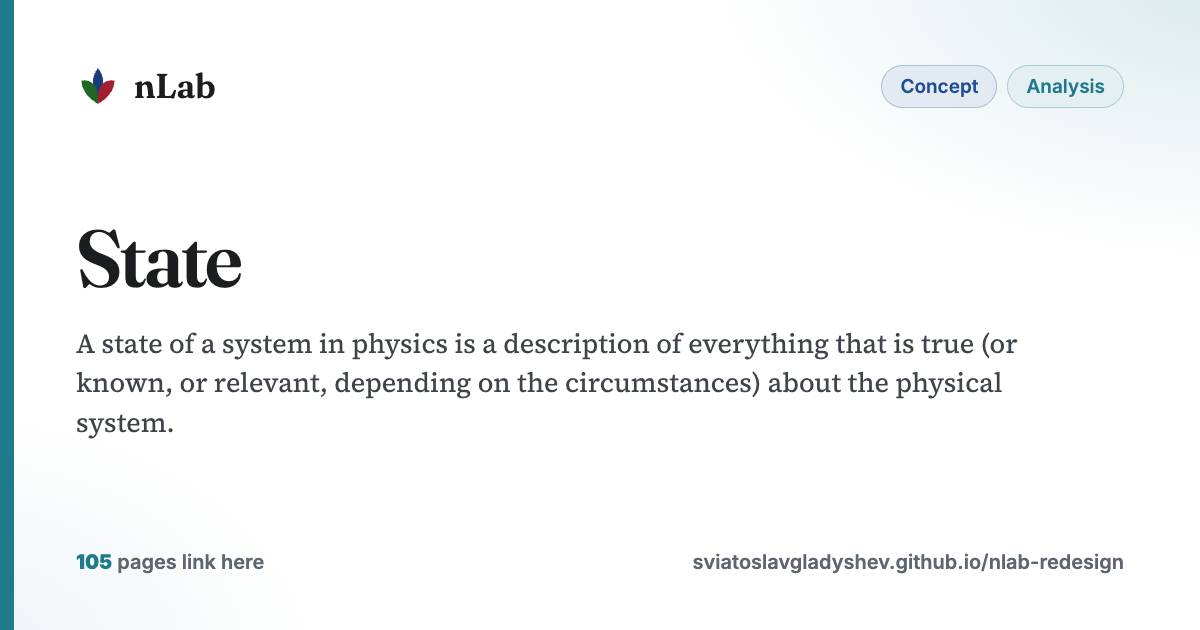 nLab
Concept
Analysis
State
A state of a system in physics is a description of everything that is true (or
known, or relevant, depending on the circumstances) about the physical
system.
105 pages link here
sviatoslavgladyshev.github.io/nlab-redesign